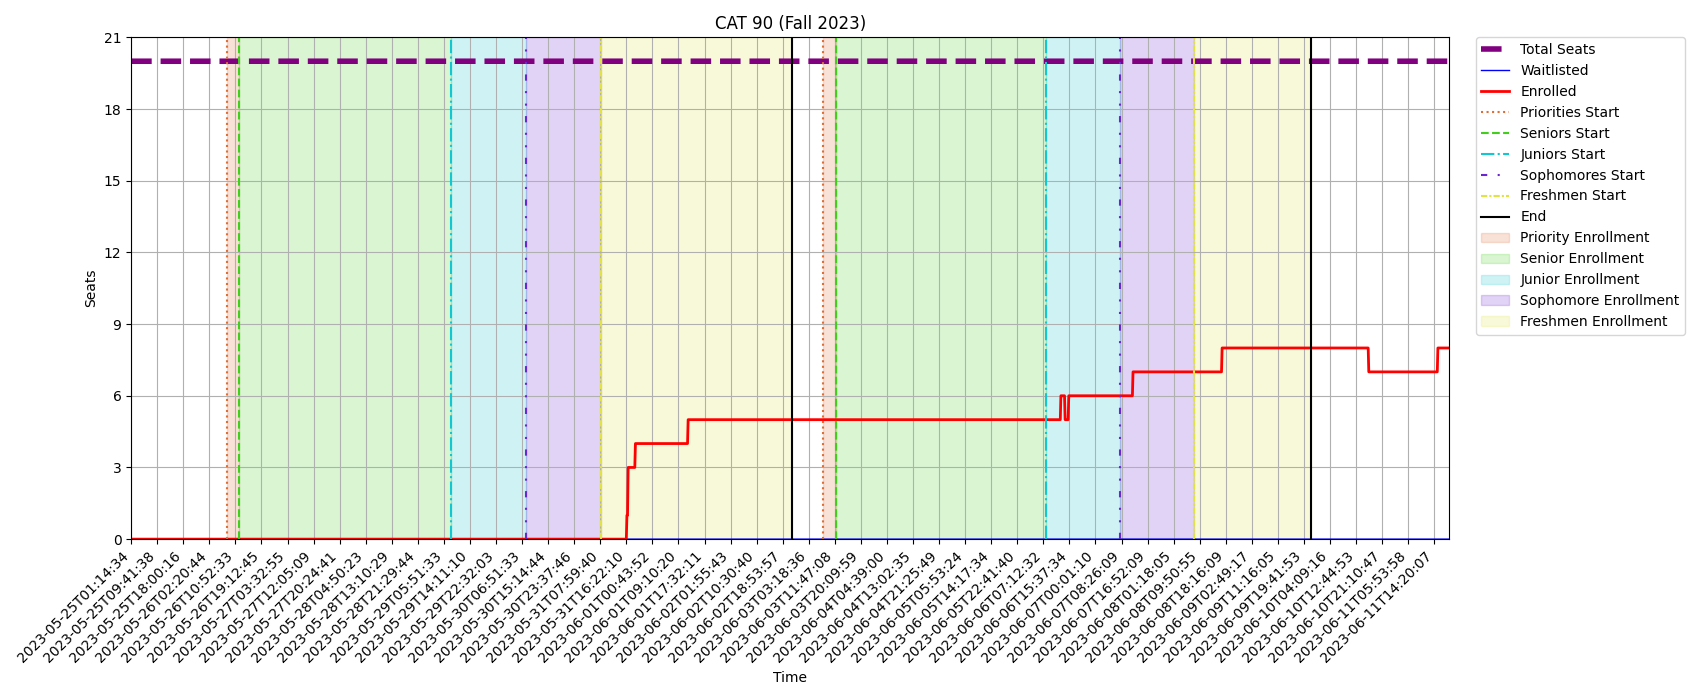 CAT 90 (Fall 2023)
21
18
15
12
9
6
3
0
Seats
2023-05-25T01:14:34
2023-05-25T09:41:38
2023-05-25T18:00:16
2023-05-26T02:20:44
2023-05-26T10:52:33
2023-05-26T19:12:45
2023-05-27T03:32:55
2023-05-27T12:05:09
2023-05-27T20:24:41
2023-05-28T04:50:23
2023-05-28T13:10:29
2023-05-28T21:29:44
2023-05-29T05:51:33
2023-05-29T14:11:10
2023-05-29T22:32:03
2023-05-30T06:51:33
2023-05-30T15:14:44
2023-05-30T23:37:46
2023-05-31T07:59:40
2023-05-31T16:22:10
2023-06-01T00:43:52
2023-06-01T09:10:20
2023-06-01T17:32:11
2023-06-02T01:55:43
2023-06-02T10:30:40
2023-06-02T18:53:57
2023-06-03T03:18:36
2023-06-03T11:47:08
2023-06-03T20:09:59
2023-06-04T04:39:00
2023-06-04T13:02:35
2023-06-04T21:25:49
2023-06-05T05:53:24
2023-06-05T14:17:34
2023-06-05T22:41:40
2023-06-06T07:12:32
2023-06-06T15:37:34
2023-06-07T00:01:10
2023-06-07T08:26:09
2023-06-07T16:52:09
2023-06-08T01:18:05
2023-06-08T09:50:55
2023-06-08T18:16:09
2023-06-09T02:49:17
2023-06-09T11:16:05
2023-06-09T19:41:53
2023-06-10T04:09:16
2023-06-10T12:44:53
2023-06-10T21:10:47
2023-06-11T05:53:58
2023-06-11T14:20:07
Time
Total Seats
Waitlisted
Enrolled
Priorities Start
Seniors Start
Juniors Start
Sophomores Start
Freshmen Start
End
Priority Enrollment
Senior Enrollment
Junior Enrollment
Sophomore Enrollment
Freshmen Enrollment